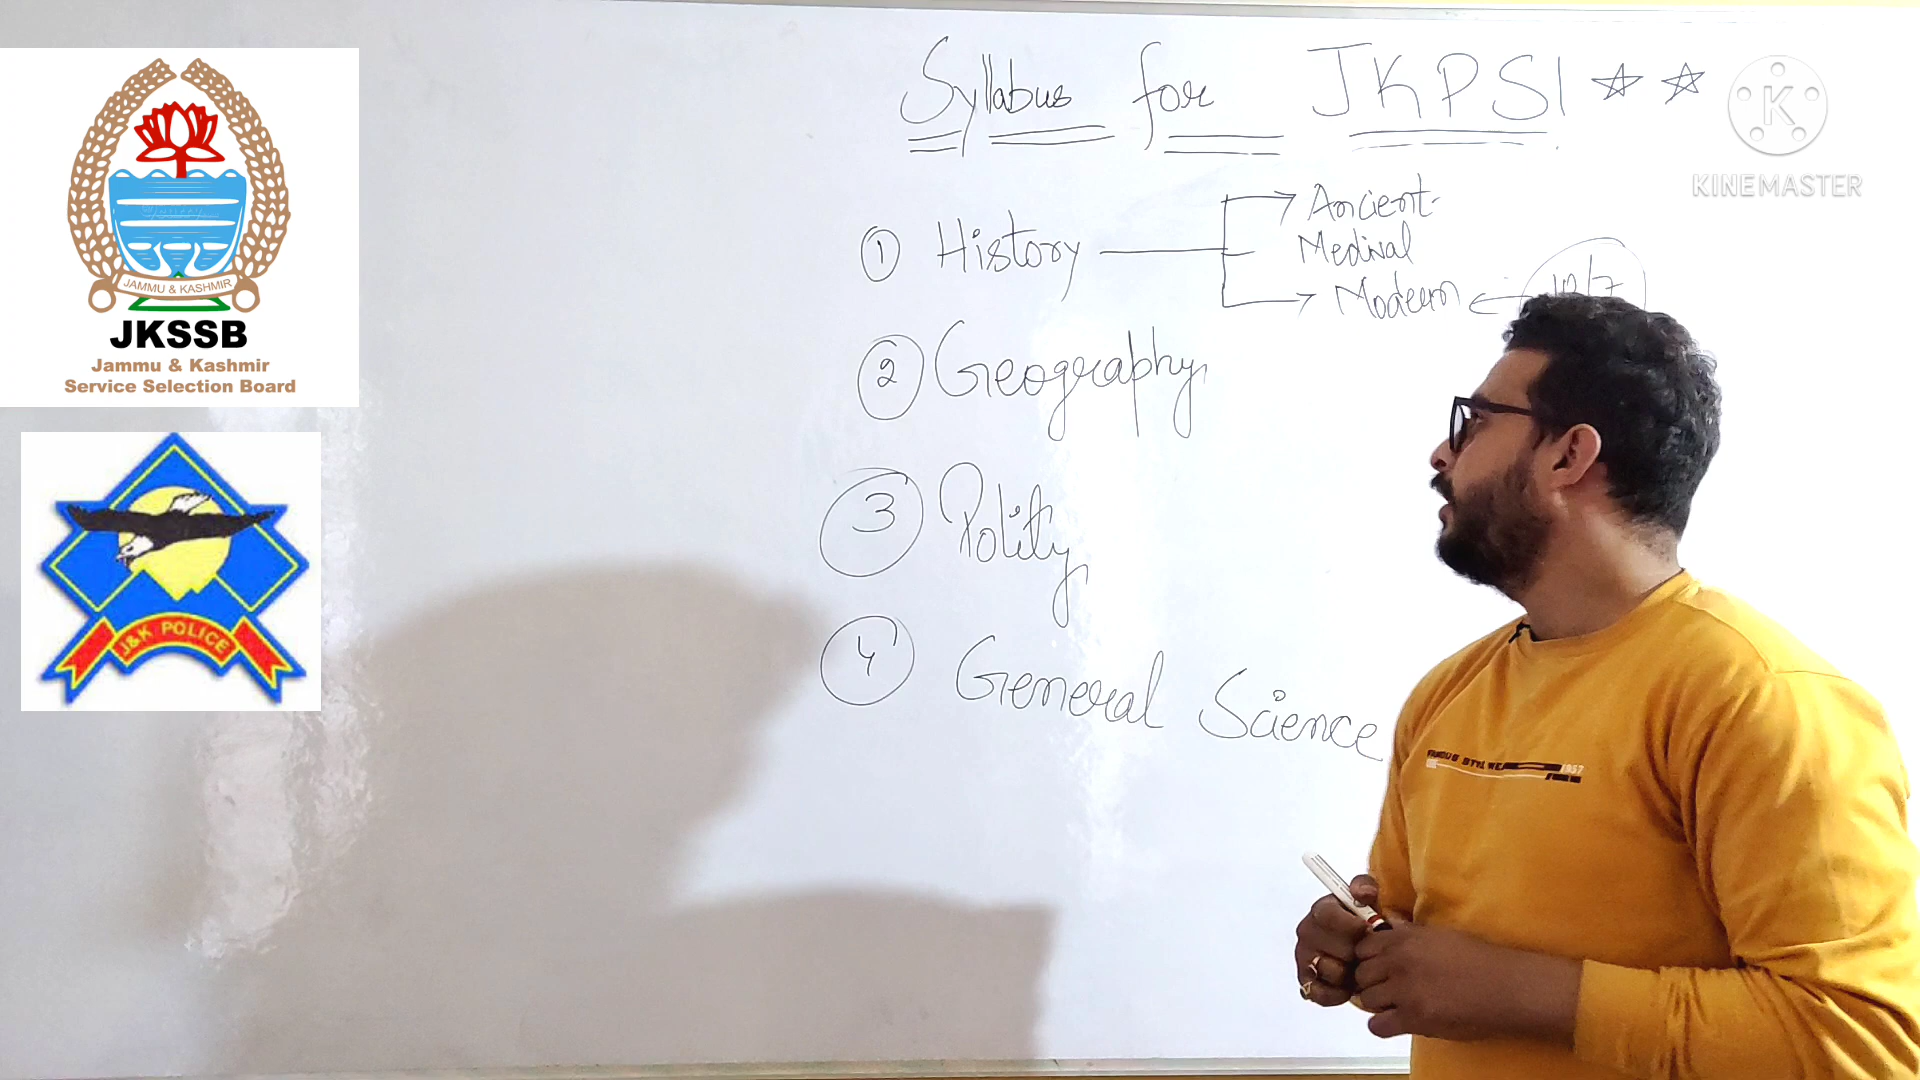 Syllabus for JKPSI
KINEMASTER
JAMMU & KASHMIR
JKSSB
Jammu & Kashmir
Service Selection Board
J&K POLICE
1 History
Ancient
Medival
Modern
2 Geography
3 Polity
4 General Science
1957